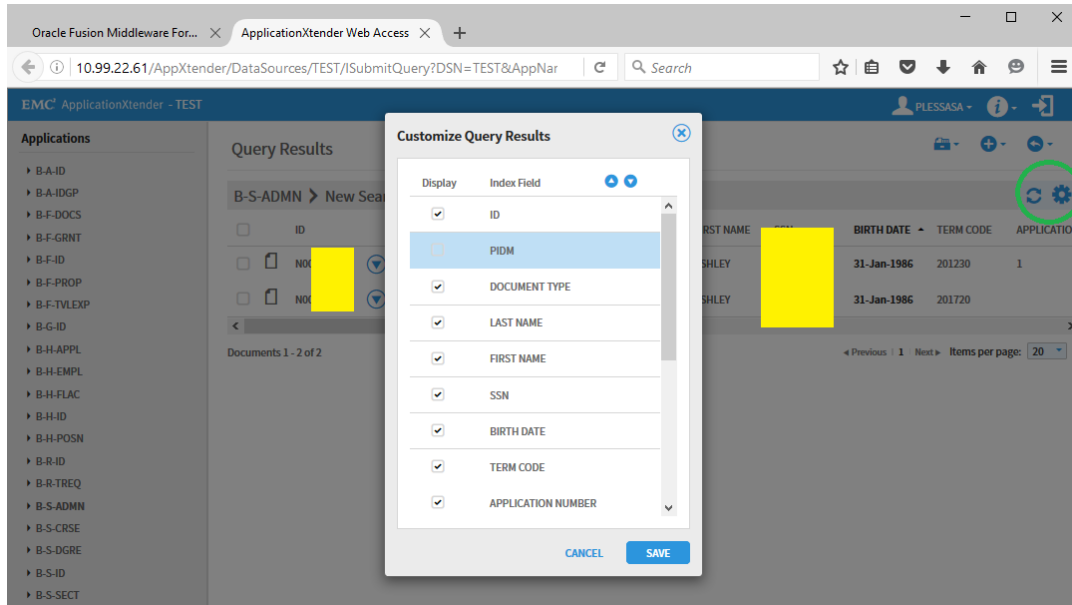 Oracle Fusion Middleware For... ApplicationXtender Web Access
10.99.22.61/AppXtender/DataSources/TEST/ISubmitQuery?DSN=TEST&AppNar Search
EMC² ApplicationXtender - TEST PLESSASA
Applications
B-A-ID
B-A-IDGP
B-F-DOCS
B-F-GRNT
B-F-ID
B-F-PROP
B-F-TVLEXP
B-G-ID
B-H-APPL
B-H-EMPL
B-H-FLAC
B-H-ID
B-H-POSN
B-R-ID
B-R-TREQ
B-S-ADMN
B-S-CRSE
B-S-DGRE
B-S-ID
B-S-SECT
Query Results
B-S-ADMN > New Sear
ID RST NAME BIRTH DATE TERM CODE APPLICATIO
N00 SHLEY 31-Jan-1986 201230 1
N00 SHLEY 31-Jan-1986 201720
Documents 1 - 2 of 2 Previous | 1 Next Items per page: 20
Customize Query Results
Display Index Field
ID
PIDM
DOCUMENT TYPE
LAST NAME
FIRST NAME
SSN
BIRTH DATE
TERM CODE
APPLICATION NUMBER
CANCEL SAVE